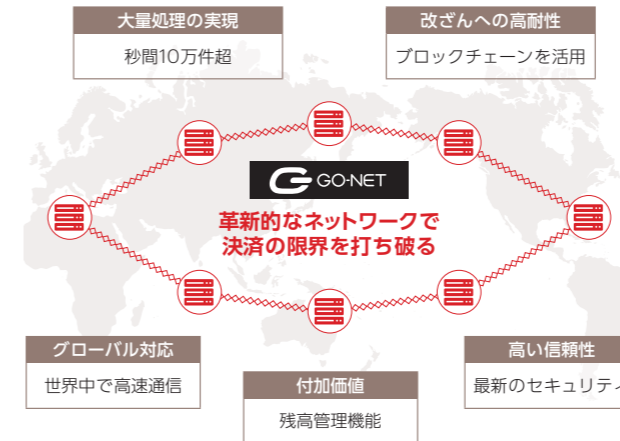 大量処理の実現
秒間10万件超
改ざんへの高耐性
ブロックチェーンを活用
GO-NET
革新的なネットワークで
決済の限界を打ち破る
グローバル対応
世界中で高速通信
付加価値
残高管理機能
高い信頼性
最新のセキュリティ